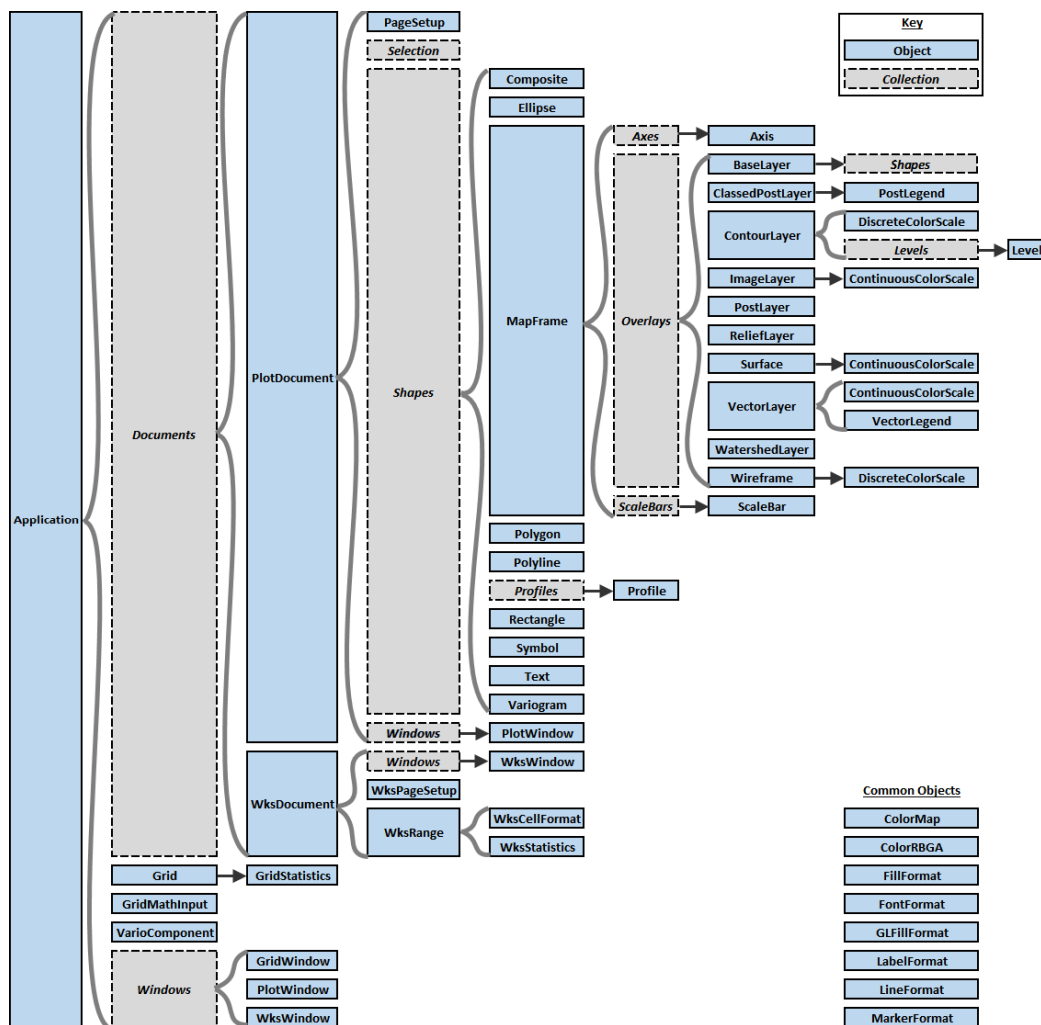 PageSetup
Key
Selection
Object
Composite
Collection
Ellipse
Axes
Axis
BaseLayer
Shapes
ClassedPostLayer
PostLegend
DiscreteColorScale
ContourLayer
Levels
Level
ImageLayer
ContinuousColorScale
PostLayer
MapFrame
Overlays
ReliefLayer
Surface
ContinuousColorScale
PlotDocument
Shapes
ContinuousColorScale
VectorLayer
VectorLegend
Documents
WatershedLayer
Wireframe
DiscreteColorScale
ScaleBars
ScaleBar
Application
Polygon
Polyline
Profiles
Profile
Rectangle
Symbol
Text
Variogram
Windows
PlotWindow
Windows
WksWindow
WksDocument
WksPageSetup
Common Objects
WksRange
WksCellFormat
ColorMap
WksStatistics
ColorRBGA
Grid
GridStatistics
FillFormat
GridMathInput
FontFormat
VarioComponent
GLFillFormat
GridWindow
LabelFormat
Windows
PlotWindow
LineFormat
WksWindow
MarkerFormat